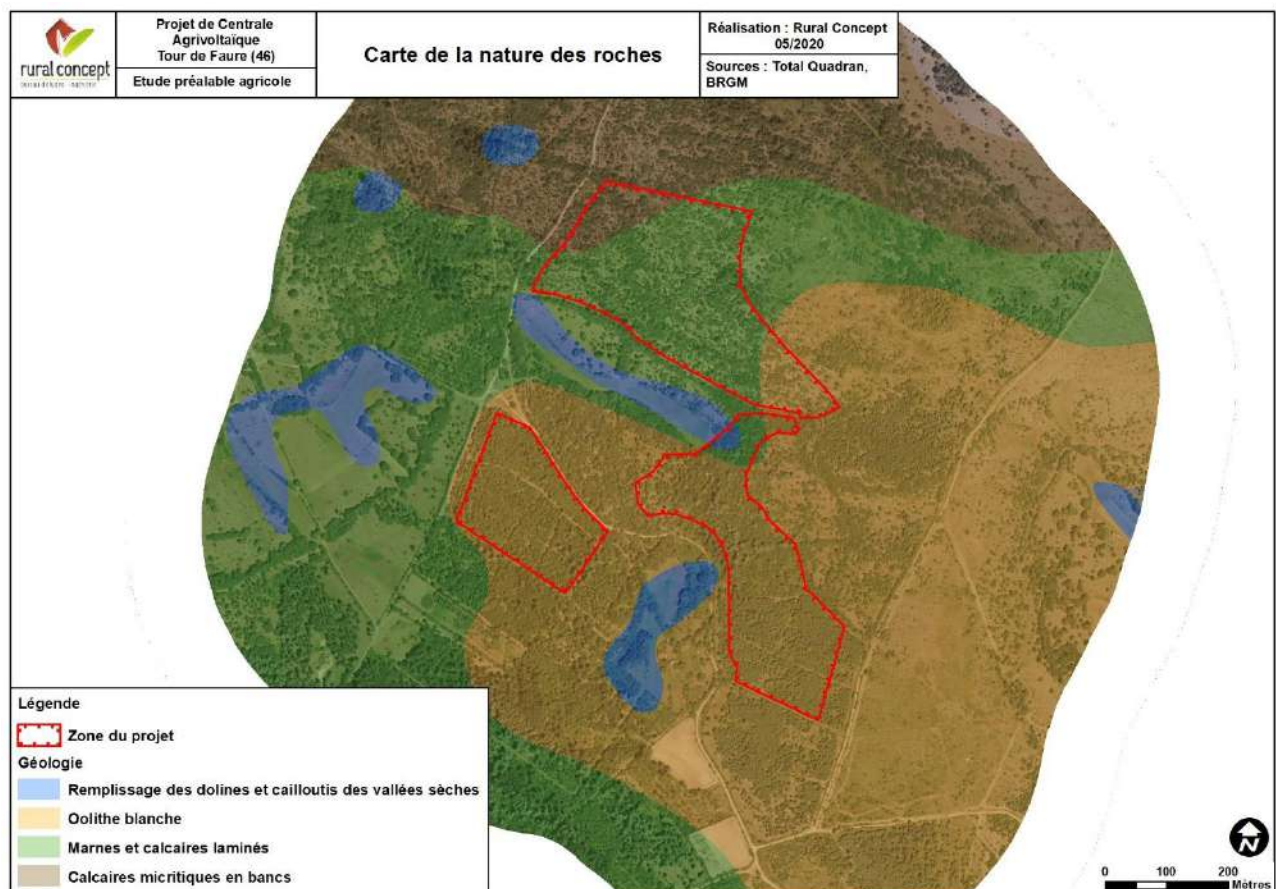 rural concept
Projet de Centrale
Agrivoltaïque
Tour de Faure (46)
Etude préalable agricole
Carte de la nature des roches
Réalisation : Rural Concept
05/2020
Sources : Total Quadran,
BRGM
Légende
Zone du projet
Géologie
Remplissage des dolines et cailloutis des vallées sèches
Oolithe blanche
Marnes et calcaires laminés
Calcaires micritiques en bancs
N
0 100 200
Mètres